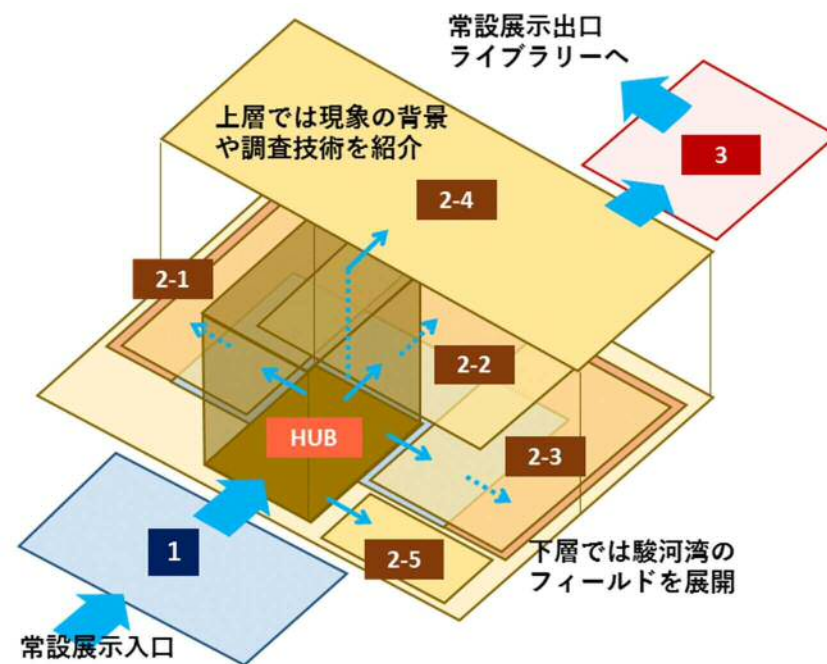 常設展示出口
ライブラリーへ
上層では現象の背景
や調査技術を紹介
3
2-4
2-1
2-2
HUB
2-3
1
2-5
下層では駿河湾の
フィールドを展開
常設展示入口